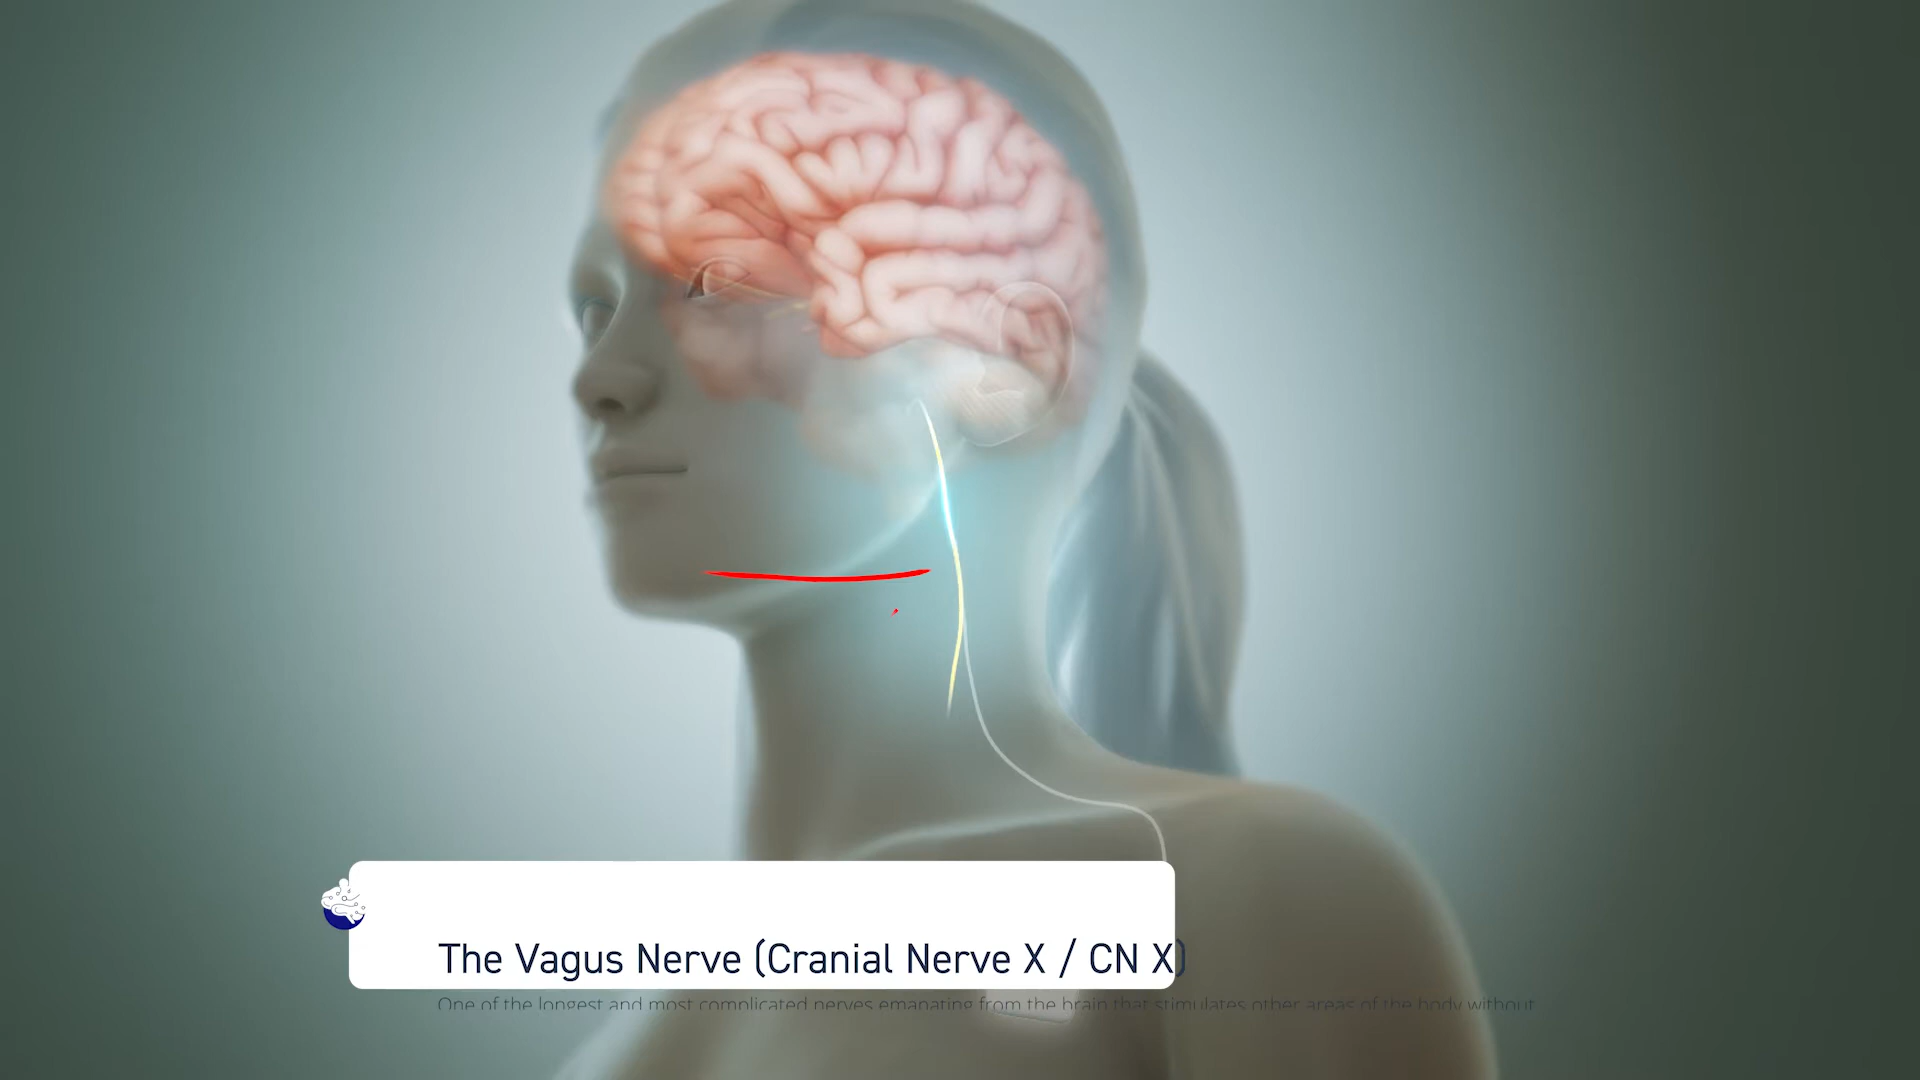 The Vagus Nerve (Cranial Nerve X / CN X)
One of the longest and most complicated nerves emanating from the brain that stimulates other areas of the body without